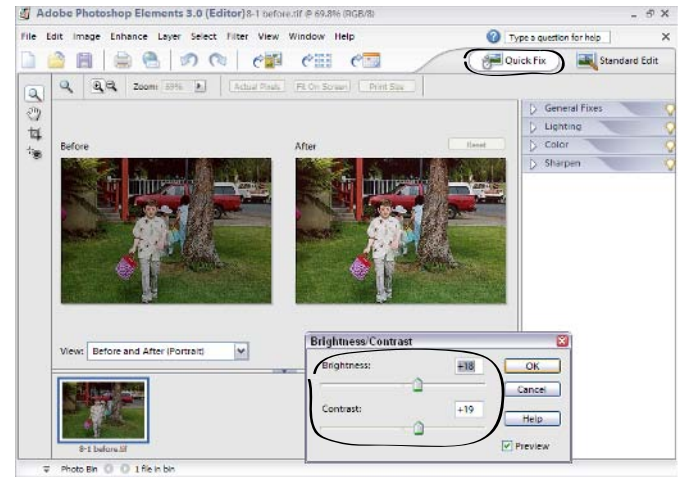 Adobe Photoshop Elements 3.0 (Editor) 8-1 before.tif @ 69.8% (RGB/8)
File Edit Image Enhance Layer Select Filter View Window Help
Type a question for help
Quick Fix
Standard Edit
Zoom: 69%
Actual Pixels
Fit On Screen
Print Size
General Fixes
Lighting
Color
Sharpen
Before
After
Reset
View: Before and After (Portrait)
Brightness/Contrast
Brightness: +18
Contrast: +19
OK
Cancel
Help
Preview
8-1 before.tif
Photo Bin
1 file in bin